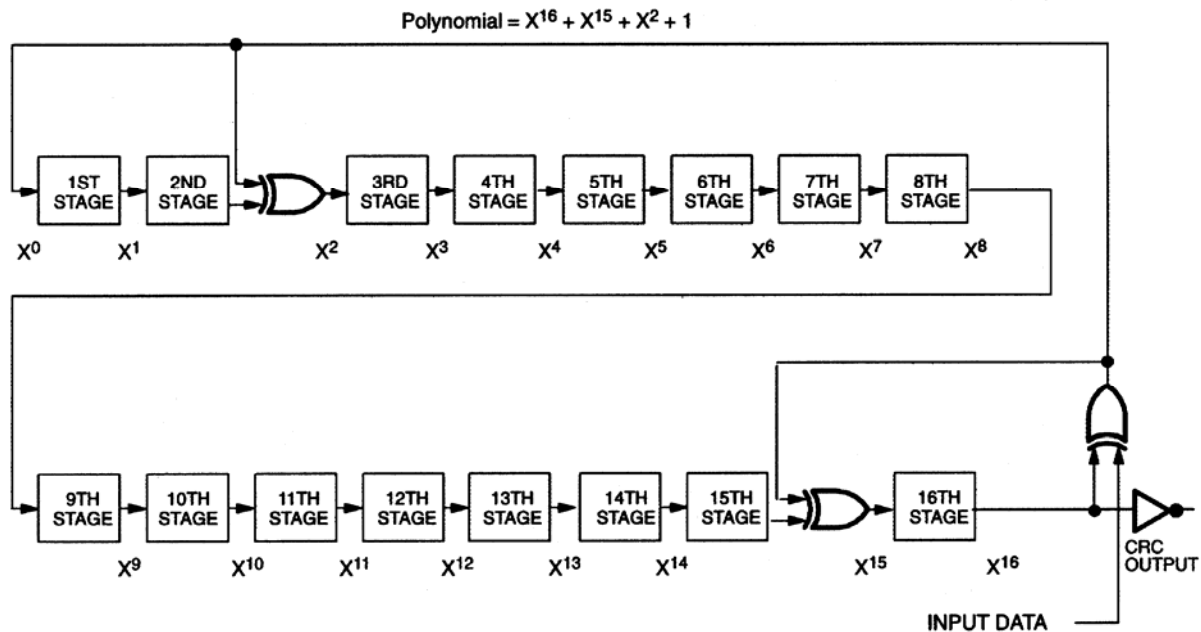 Polynomial = X¹⁶ + X¹⁵ + X² + 1
1ST
STAGE
2ND
STAGE
3RD
STAGE
4TH
STAGE
5TH
STAGE
6TH
STAGE
7TH
STAGE
8TH
STAGE
X⁰ X¹ X² X³ X⁴ X⁵ X⁶ X⁷ X⁸
9TH
STAGE
10TH
STAGE
11TH
STAGE
12TH
STAGE
13TH
STAGE
14TH
STAGE
15TH
STAGE
16TH
STAGE
X⁹ X¹⁰ X¹¹ X¹² X¹³ X¹⁴ X¹⁵ X¹⁶
CRC
OUTPUT
INPUT DATA